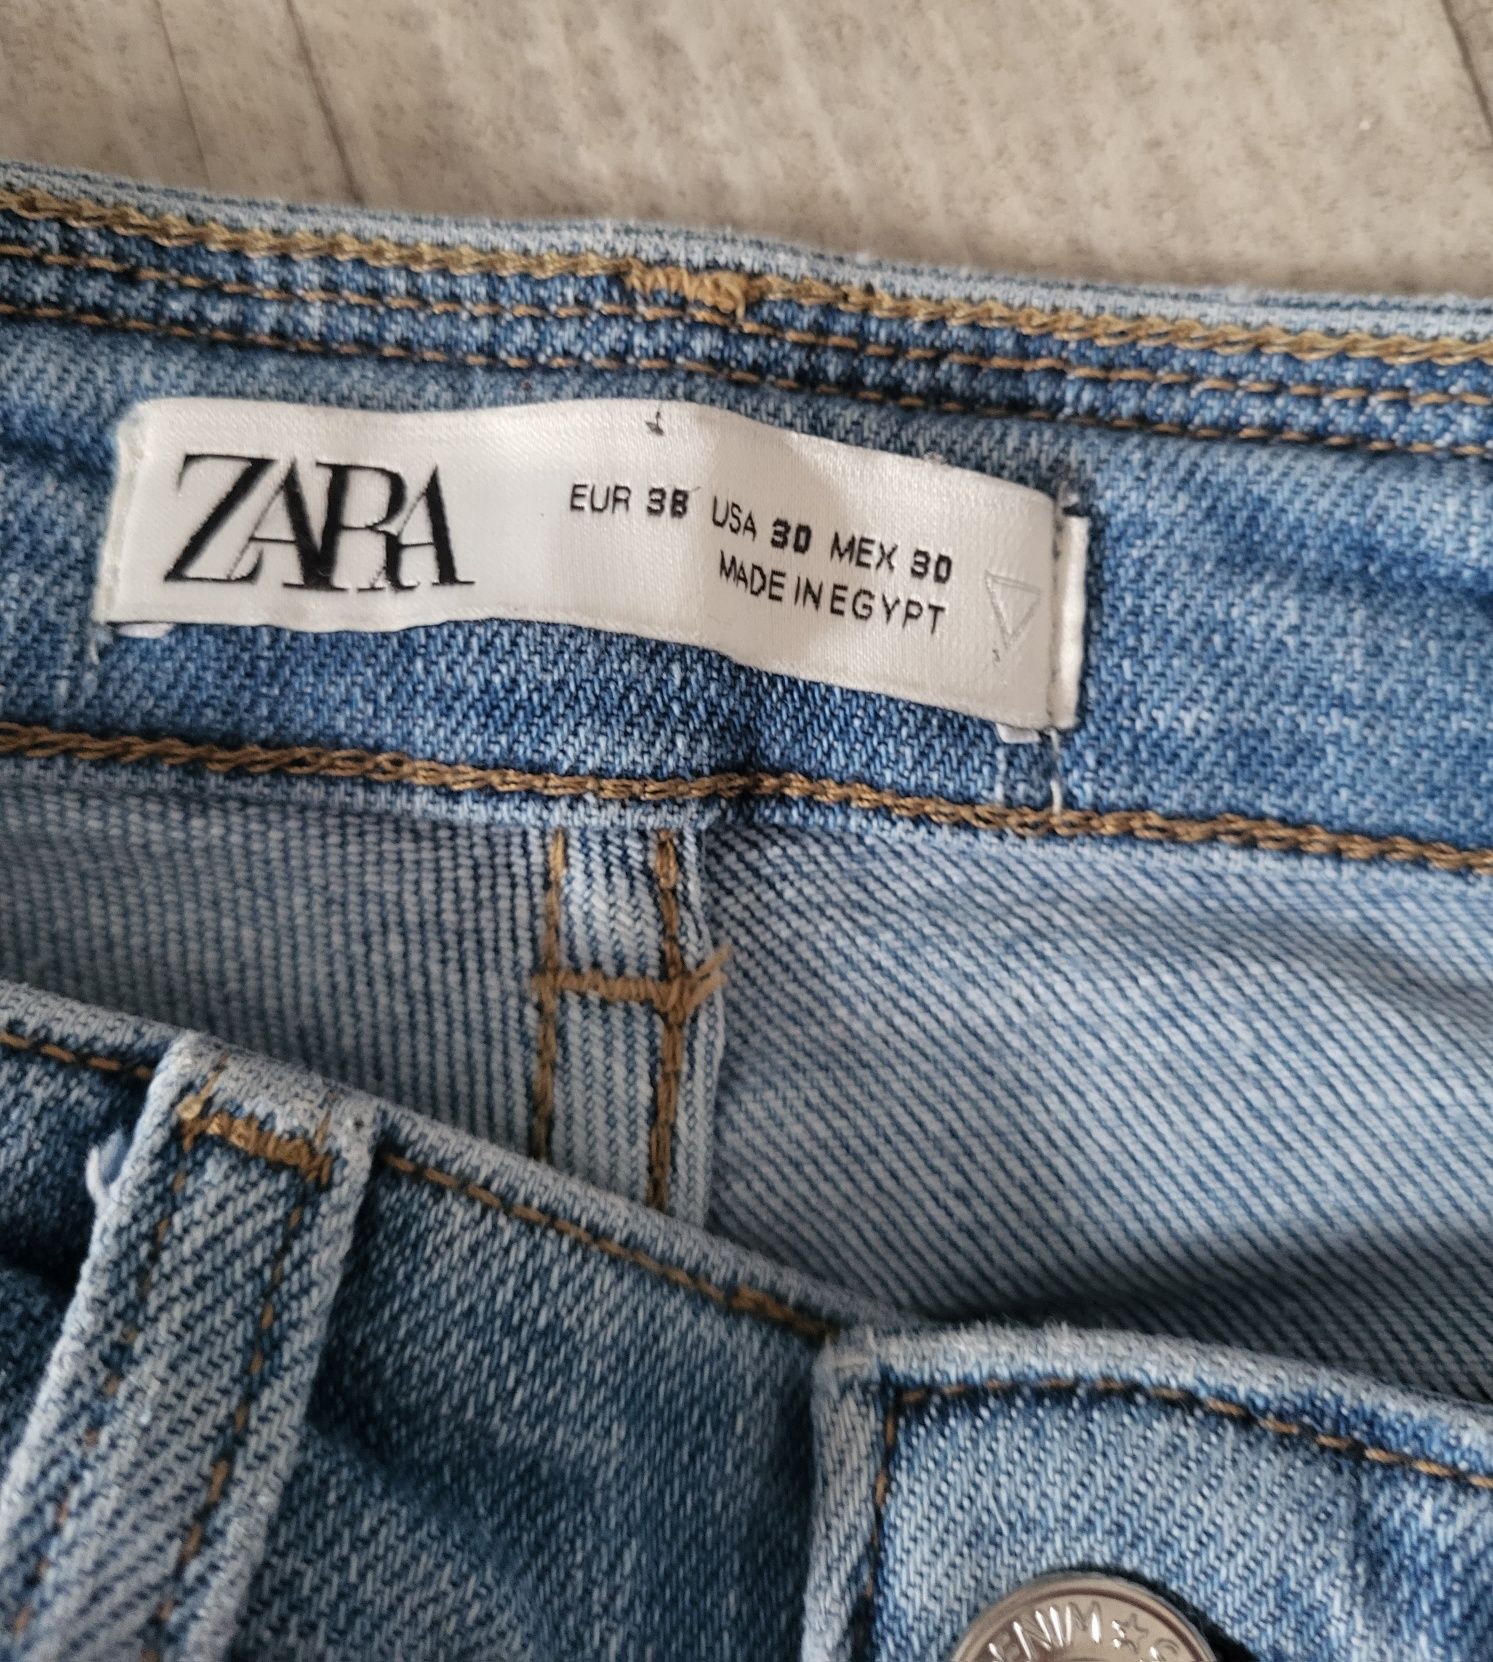 ZARA
EUR 38 USA 30 MEX 30
MADE IN EGYPT